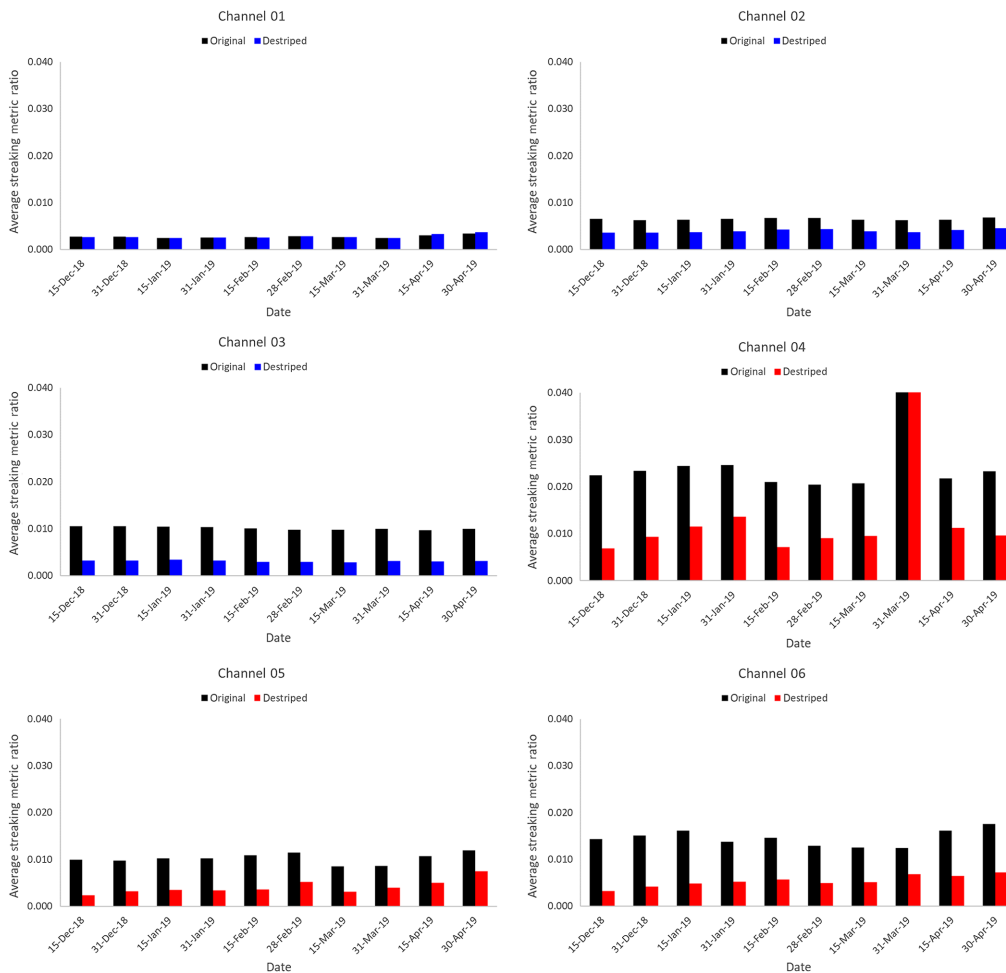 Channel 01
Original Destriped
Average streaking metric ratio
0.040
0.030
0.020
0.010
0.000
15-Dec-18 31-Dec-18 15-Jan-19 31-Jan-19 15-Feb-19 28-Feb-19 15-Mar-19 31-Mar-19 15-Apr-19 30-Apr-19
Date
Channel 02
Original Destriped
Average streaking metric ratio
0.040
0.030
0.020
0.010
0.000
15-Dec-18 31-Dec-18 15-Jan-19 31-Jan-19 15-Feb-19 28-Feb-19 15-Mar-19 31-Mar-19 15-Apr-19 30-Apr-19
Date
Channel 03
Original Destriped
Average streaking metric ratio
0.040
0.030
0.020
0.010
0.000
15-Dec-18 31-Dec-18 15-Jan-19 31-Jan-19 15-Feb-19 28-Feb-19 15-Mar-19 31-Mar-19 15-Apr-19 30-Apr-19
Date
Channel 04
Original Destriped
Average streaking metric ratio
0.040
0.030
0.020
0.010
0.000
15-Dec-18 31-Dec-18 15-Jan-19 31-Jan-19 15-Feb-19 28-Feb-19 15-Mar-19 31-Mar-19 15-Apr-19 30-Apr-19
Date
Channel 05
Original Destriped
Average streaking metric ratio
0.040
0.030
0.020
0.010
0.000
15-Dec-18 31-Dec-18 15-Jan-19 31-Jan-19 15-Feb-19 28-Feb-19 15-Mar-19 31-Mar-19 15-Apr-19 30-Apr-19
Date
Channel 06
Original Destriped
Average streaking metric ratio
0.040
0.030
0.020
0.010
0.000
15-Dec-18 31-Dec-18 15-Jan-19 31-Jan-19 15-Feb-19 28-Feb-19 15-Mar-19 31-Mar-19 15-Apr-19 30-Apr-19
Date